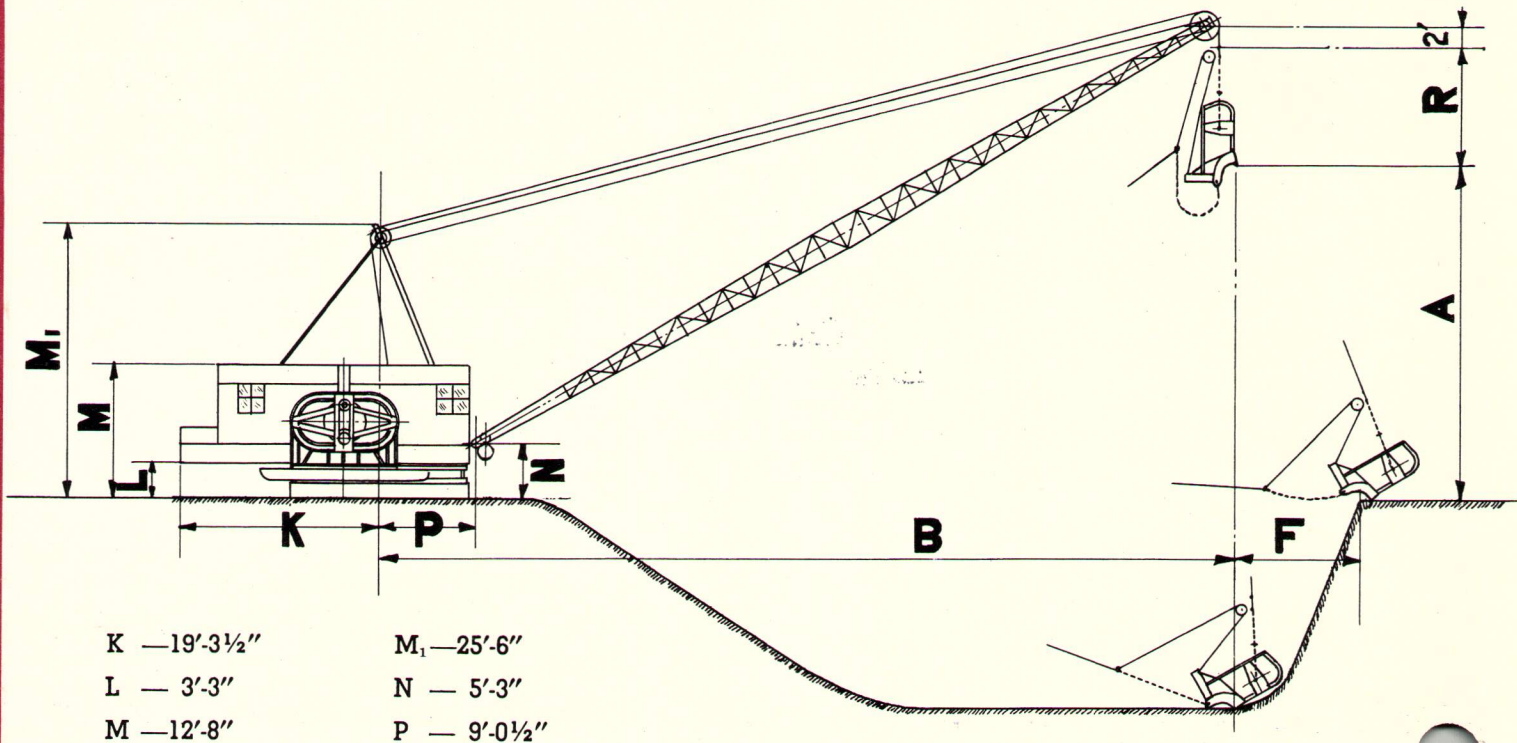 2'
R
A
M₁
M
L
N
K
P
B
F
K —19'-3½" M₁—25'-6"
L — 3'-3" N — 5'-3"
M —12'-8" P — 9'-0½"